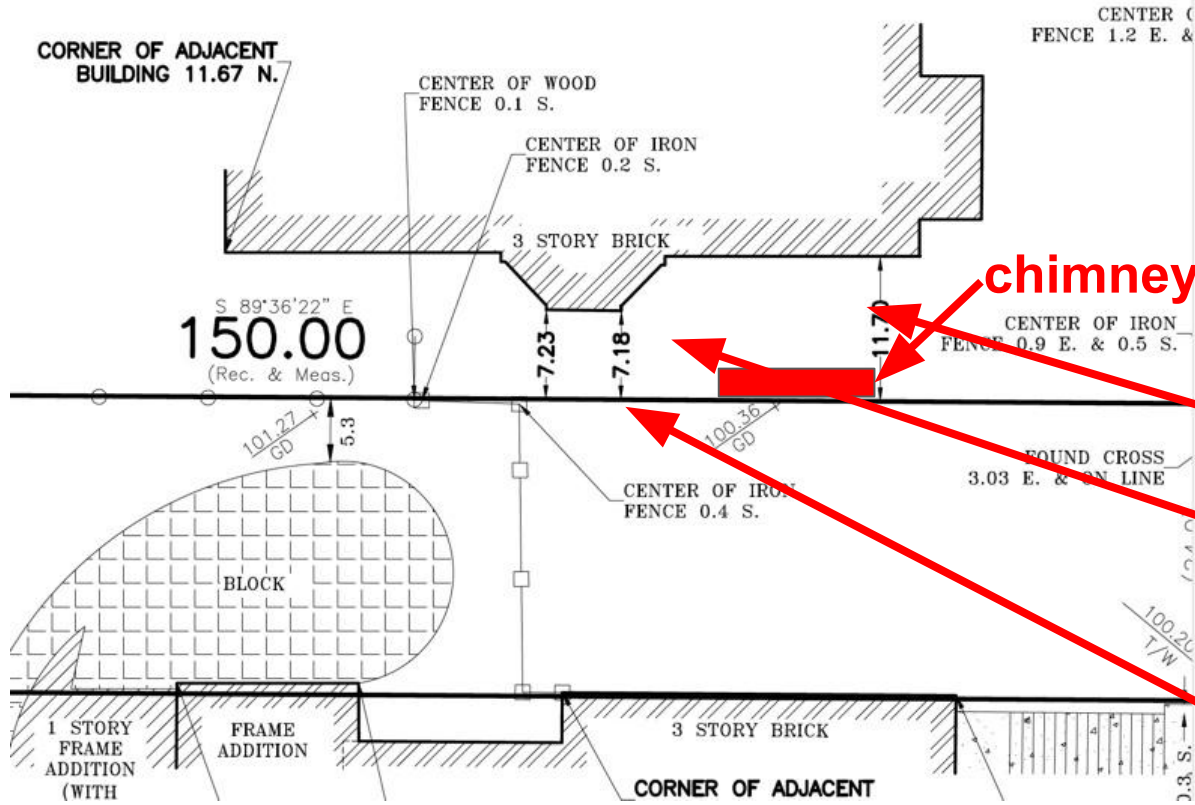 CENTER
FENCE 1.2 E. &
CORNER OF ADJACENT
BUILDING 11.67 N.
CENTER OF WOOD
FENCE 0.1 S.
CENTER OF IRON
FENCE 0.2 S.
3 STORY BRICK
chimney
S 89°36'22" E
150.00
(Rec. & Meas.)
7.23
7.18
11.70
CENTER OF IRON
FENCE 0.9 E. & 0.5 S.
101.27
GD
5.3
100.36
GD
FOUND CROSS
3.03 E. & ON LINE
CENTER OF IRON
FENCE 0.4 S.
BLOCK
100.20
T/W
1 STORY
FRAME
ADDITION
(WITH
FRAME
ADDITION
3 STORY BRICK
CORNER OF ADJACENT
0.3 S.